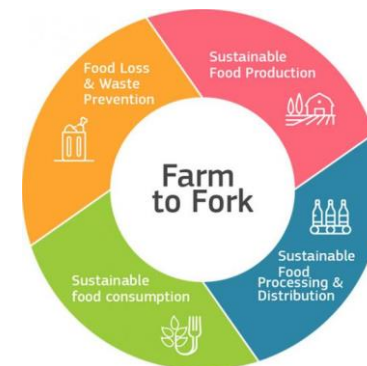 Food Loss
& Waste
Prevention
Sustainable
Food Production
Farm
to Fork
Sustainable
Food
Processing &
Distribution
Sustainable
food consumption